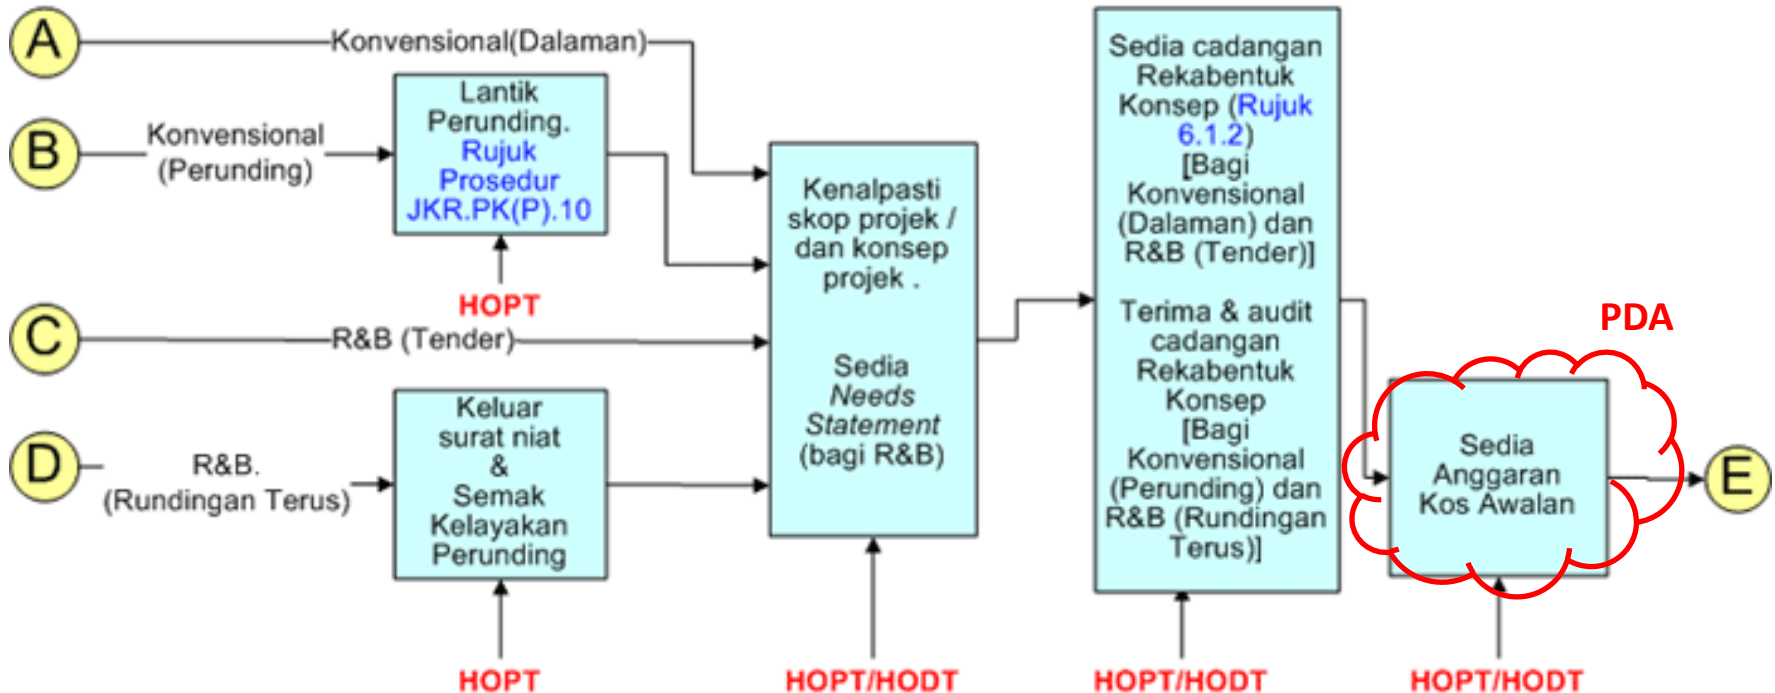 A
Konvensional(Dalaman)
B
Konvensional
(Perunding)
Lantik
Perunding.
Rujuk
Prosedur
JKR.PK(P).10
HOPT
C
R&B (Tender)
D
R&B.
(Rundingan Terus)
Keluar
surat niat
&
Semak
Kelayakan
Perunding
HOPT
Kenalpasti
skop projek /
dan konsep
projek .
Sedia
Needs
Statement
(bagi R&B)
HOPT/HODT
Sedia cadangan
Rekabentuk
Konsep (Rujuk
6.1.2)
[Bagi
Konvensional
(Dalaman) dan
R&B (Tender)]
Terima & audit
cadangan
Rekabentuk
Konsep
[Bagi
Konvensional
(Perunding) dan
R&B (Rundingan
Terus)]
HOPT/HODT
PDA
Sedia
Anggaran
Kos Awalan
HOPT/HODT
E